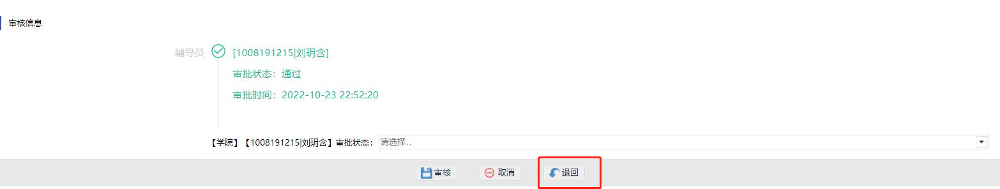 审核信息
辅导员
[1008191215|刘玥含]
审批状态：通过
审批时间：2022-10-23 22:52:20
【学院】【1008191215|刘玥含】审批状态： 请选择..
审核 取消 退回